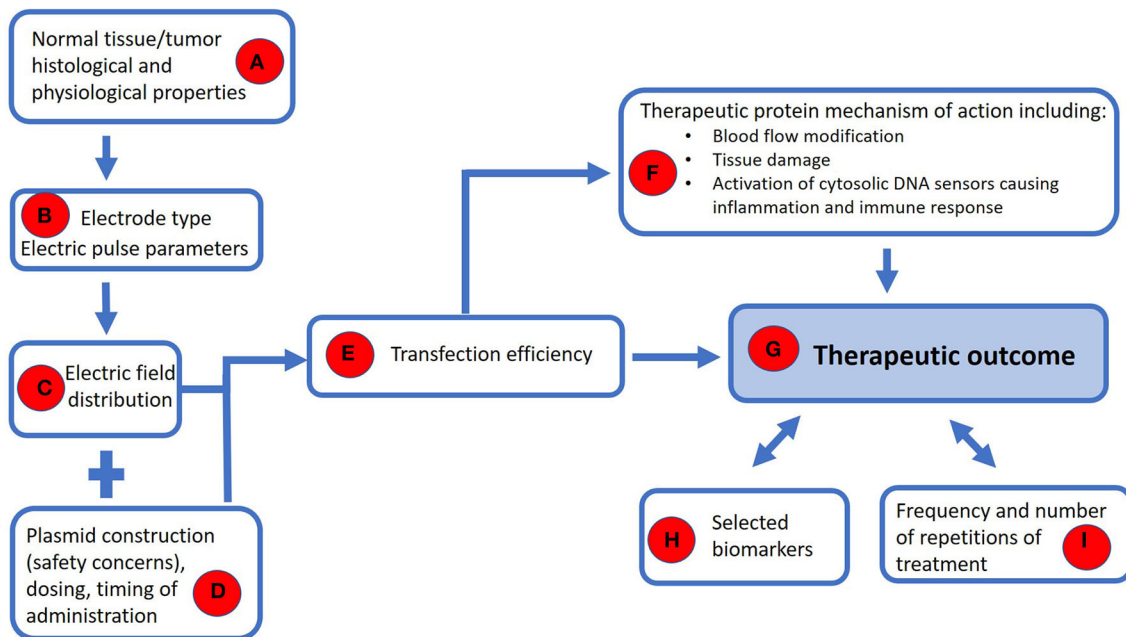 Normal tissue/tumor
histological and
physiological properties
A
B
Electrode type
Electric pulse parameters
C
Electric field
distribution
Plasmid construction
(safety concerns),
dosing, timing of
administration
D
E
Transfection efficiency
Therapeutic protein mechanism of action including:
• Blood flow modification
• Tissue damage
• Activation of cytosolic DNA sensors causing
inflammation and immune response
F
G
Therapeutic outcome
H
Selected
biomarkers
Frequency and number
of repetitions of
treatment
I